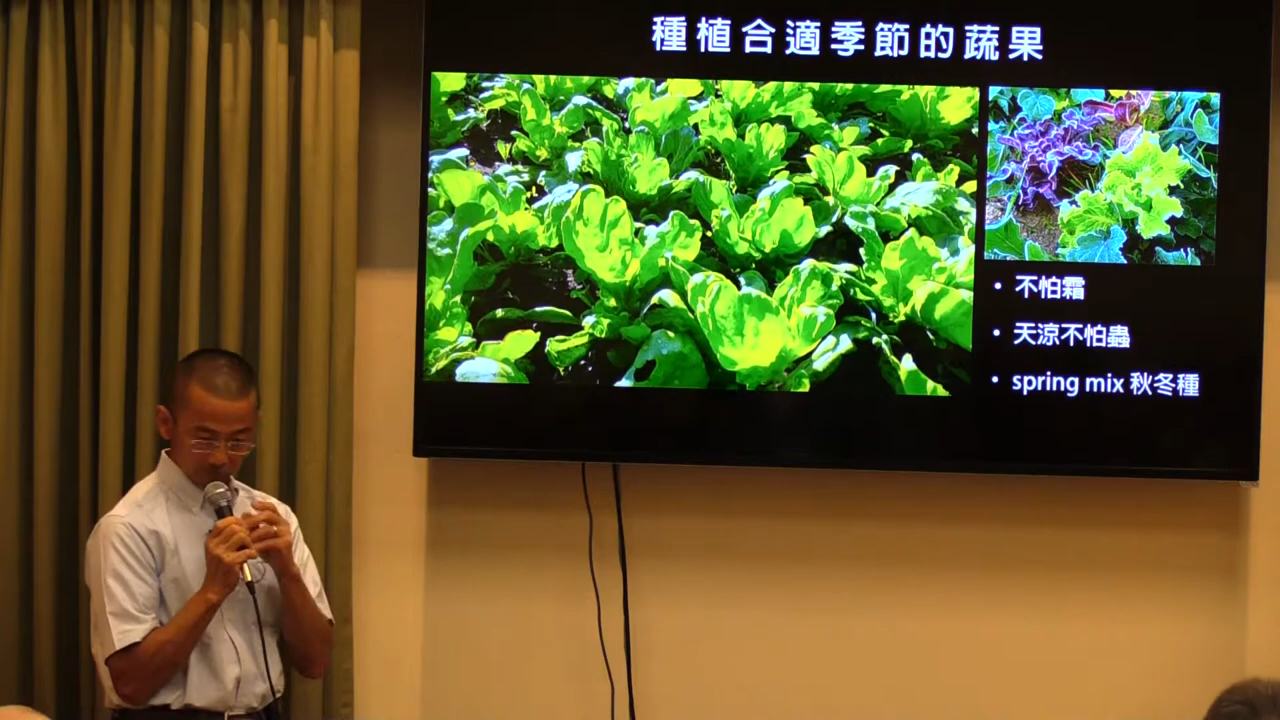 種植合適季節的蔬果
• 不怕霜
• 天涼不怕蟲
• spring mix 秋冬種